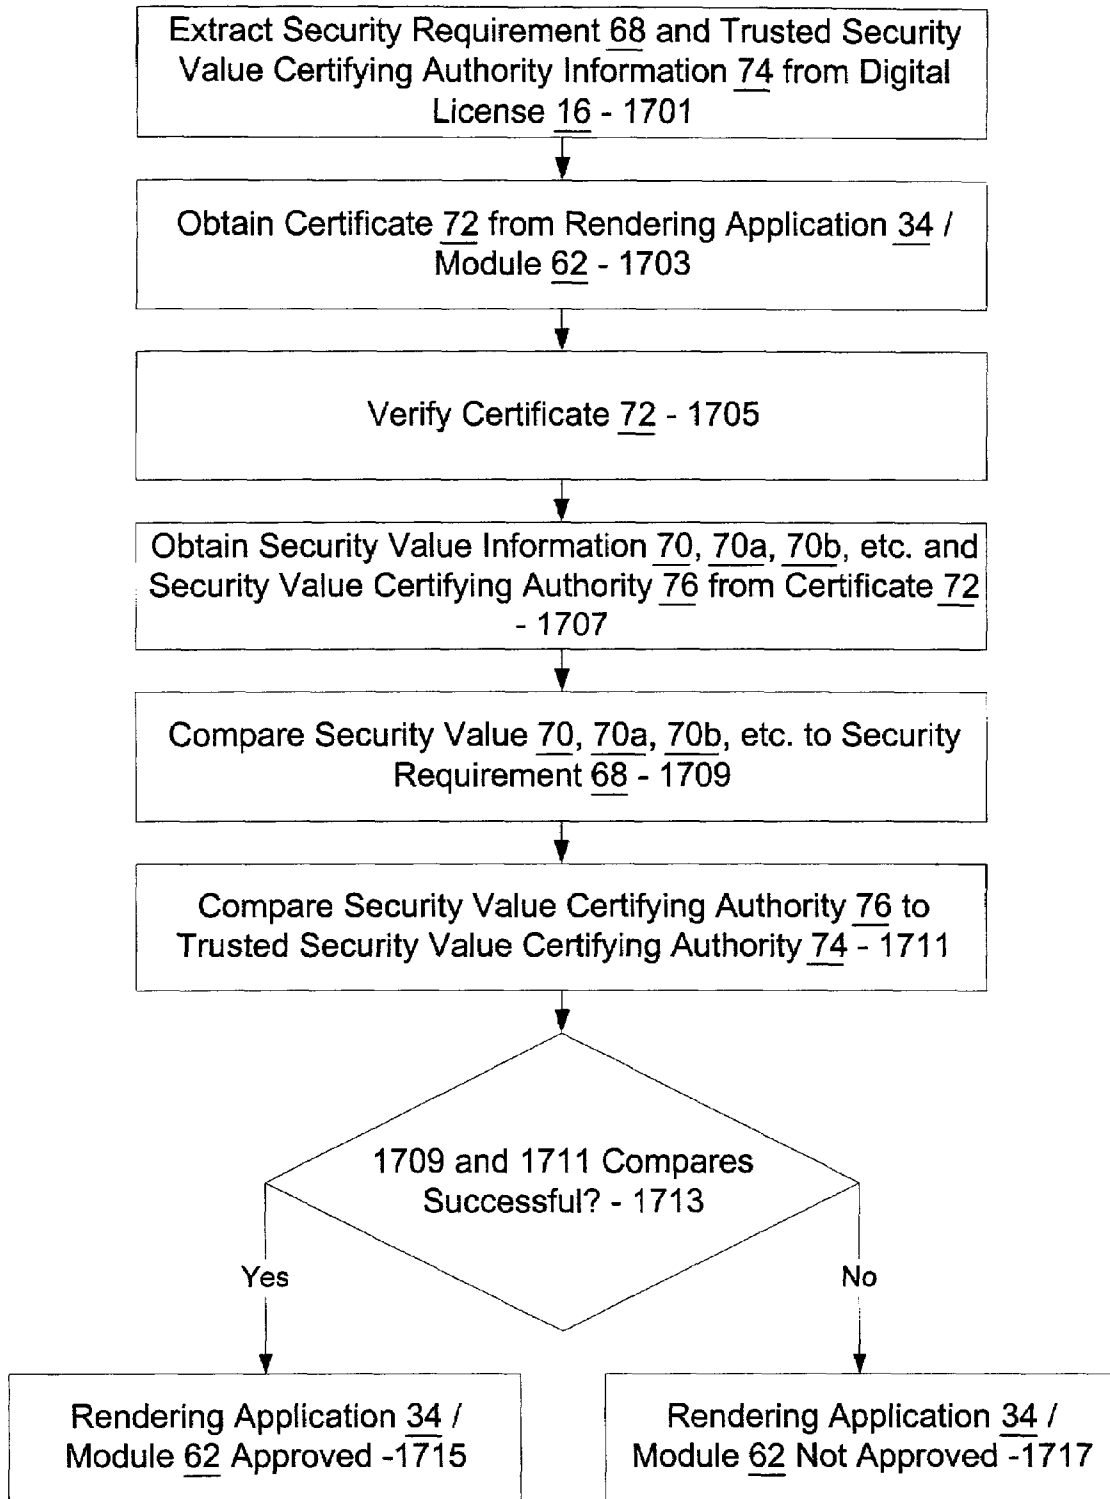 Extract Security Requirement 68 and Trusted Security
Value Certifying Authority Information 74 from Digital
License 16 - 1701
Obtain Certificate 72 from Rendering Application 34 /
Module 62 - 1703
Verify Certificate 72 - 1705
Obtain Security Value Information 70, 70a, 70b, etc. and
Security Value Certifying Authority 76 from Certificate 72
- 1707
Compare Security Value 70, 70a, 70b, etc. to Security
Requirement 68 - 1709
Compare Security Value Certifying Authority 76 to
Trusted Security Value Certifying Authority 74 - 1711
1709 and 1711 Compares
Successful? - 1713
Yes
No
Rendering Application 34 /
Module 62 Approved -1715
Rendering Application 34 /
Module 62 Not Approved -1717